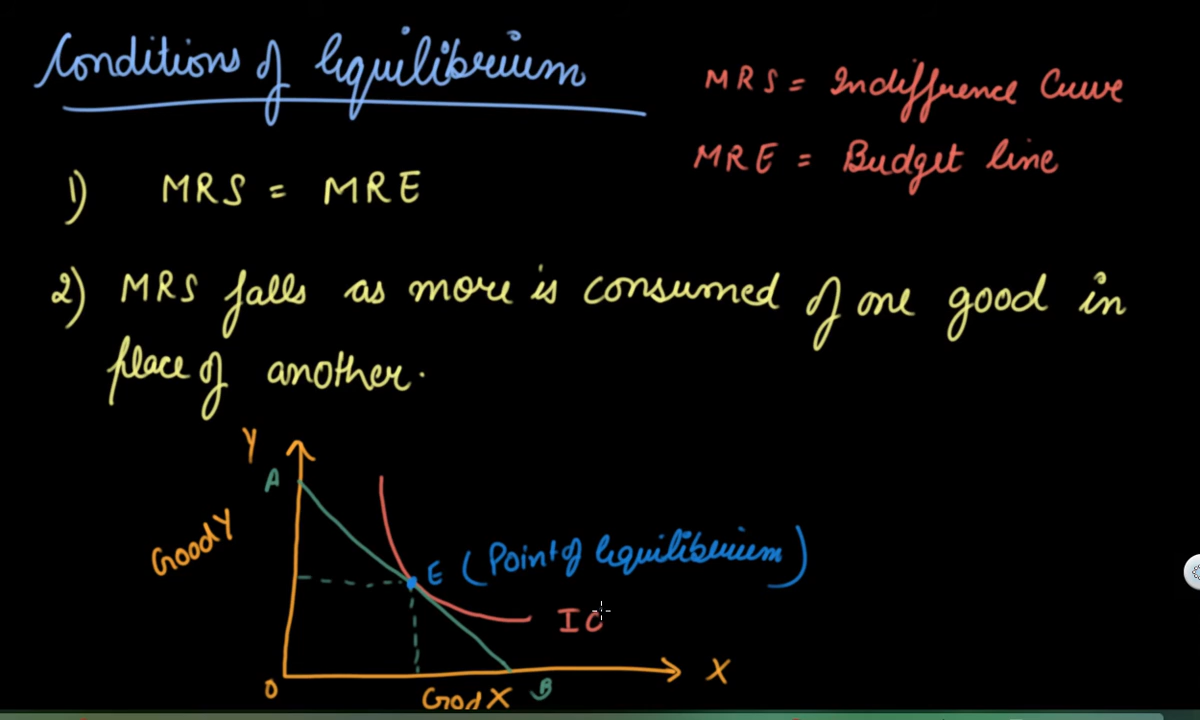 Conditions of Equilibrium
MRS = Indifference Curve
MRE = Budget line
1) MRS = MRE
2) MRS falls as more is consumed of one good in
place of another.
Y
A
Good Y
E (Point of Equilibrium)
IC
O
Good X
B
X